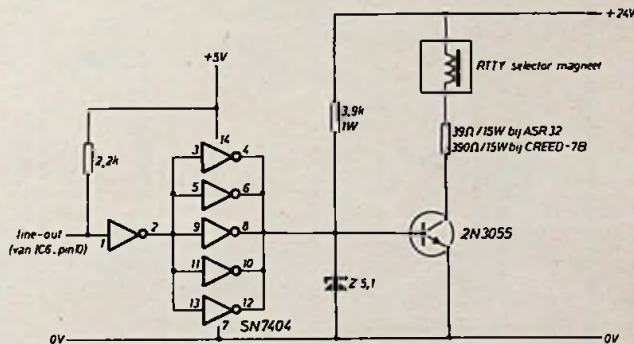 +24V
+5V
RTTY selector magneet
3,9k
1W
39Ω/15W bij ASR 32
390Ω/15W bij CREED-7B
2,2k
14
3
4
5
6
line-out
(van IC6.pin10)
1
2
9
8
2N3055
11
10
Z 5,1
13
12
7
SN7404
0V
0V